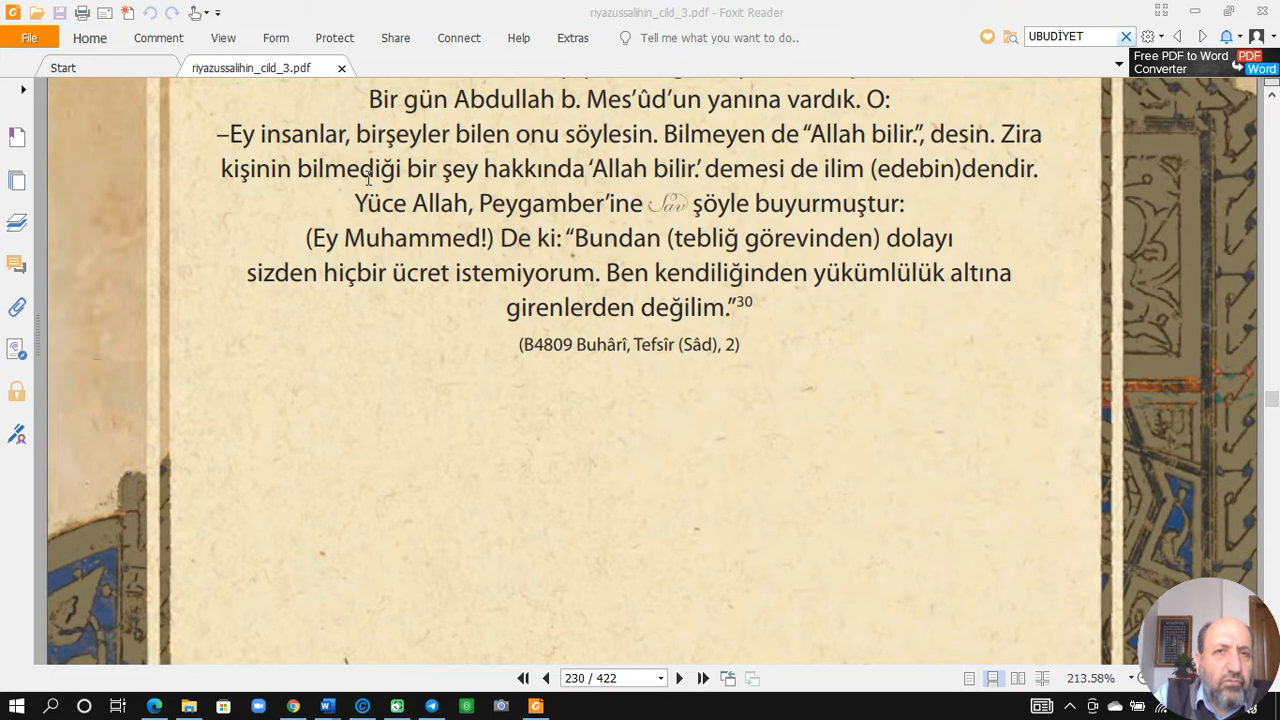 riyazussalihin_cild_3.pdf - Foxit Reader
File Home Comment View Form Protect Share Connect Help Extras Tell me what you want to do.. UBUDİYET
Start riyazussalihin_cild_3.pdf
Free PDF to Word Converter
PDF
Word
Bir gün Abdullah b. Mes’ûd’un yanına vardık. O:
–Ey insanlar, birşeyler bilen onu söylesin. Bilmeyen de “Allah bilir.”, desin. Zira
kişinin bilmediği bir şey hakkında ‘Allah bilir.’ demesi de ilim (edebin)dendir.
Yüce Allah, Peygamber’ine Sav şöyle buyurmuştur:
(Ey Muhammed!) De ki: “Bundan (tebliğ görevinden) dolayı
sizden hiçbir ücret istemiyorum. Ben kendiliğinden yükümlülük altına
girenlerden değilim.”30
(B4809 Buhârî, Tefsîr (Sâd), 2)
230 / 422 213.58%